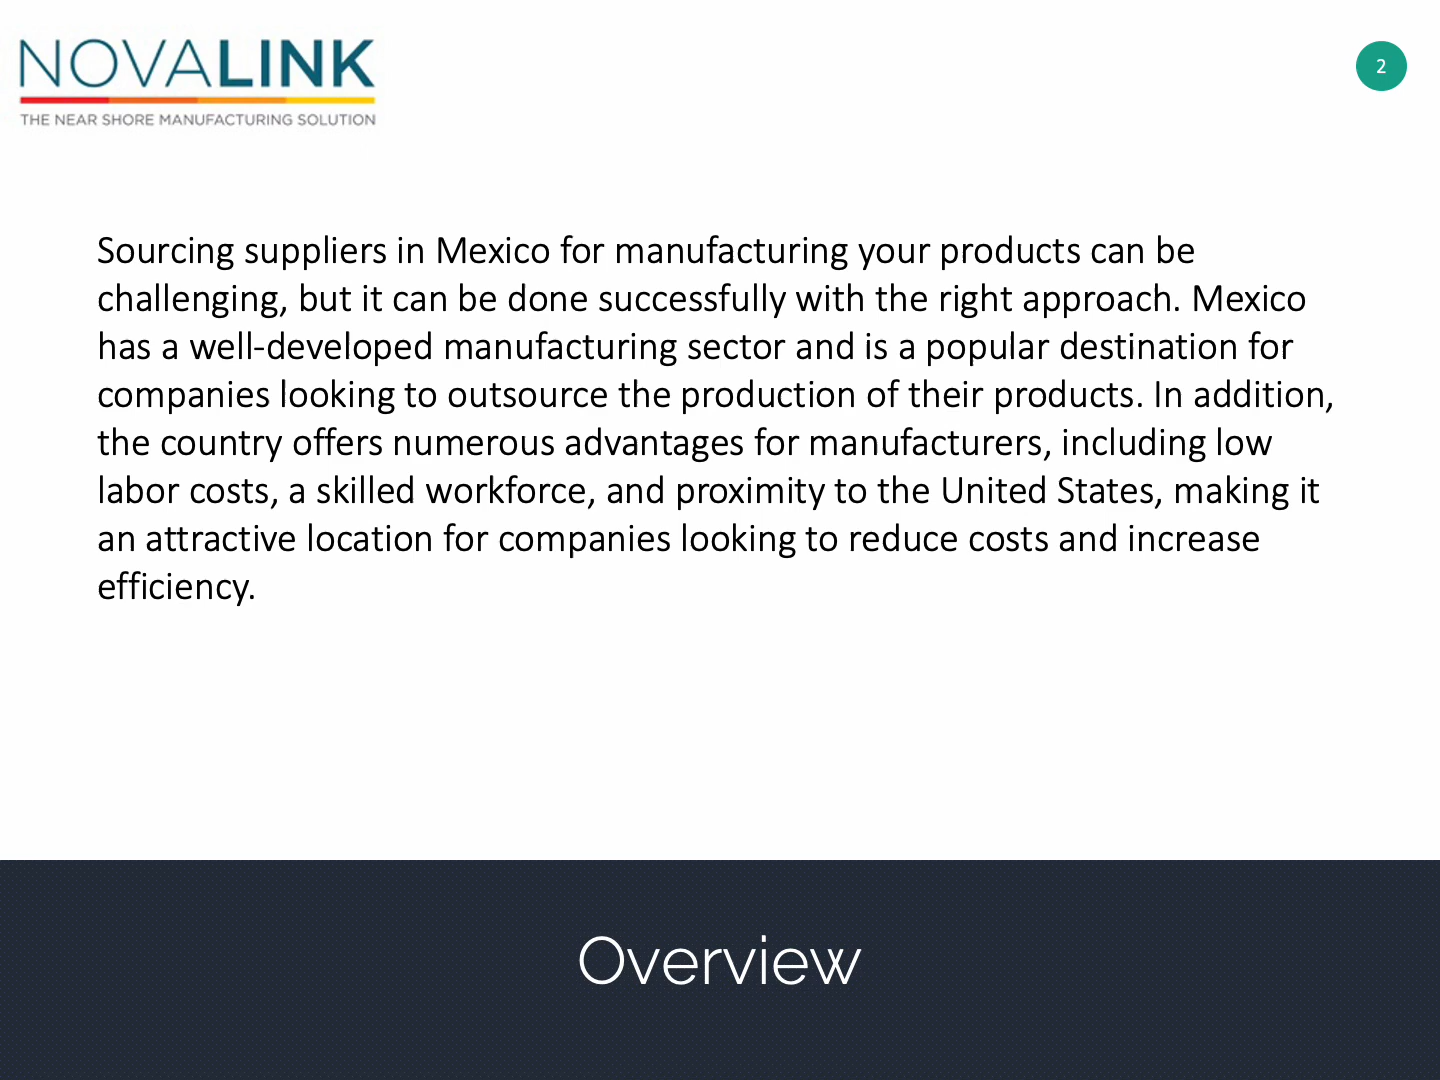 NOVALINK
THE NEAR SHORE MANUFACTURING SOLUTION
2
Sourcing suppliers in Mexico for manufacturing your products can be
challenging, but it can be done successfully with the right approach. Mexico
has a well-developed manufacturing sector and is a popular destination for
companies looking to outsource the production of their products. In addition,
the country offers numerous advantages for manufacturers, including low
labor costs, a skilled workforce, and proximity to the United States, making it
an attractive location for companies looking to reduce costs and increase
efficiency.
Overview